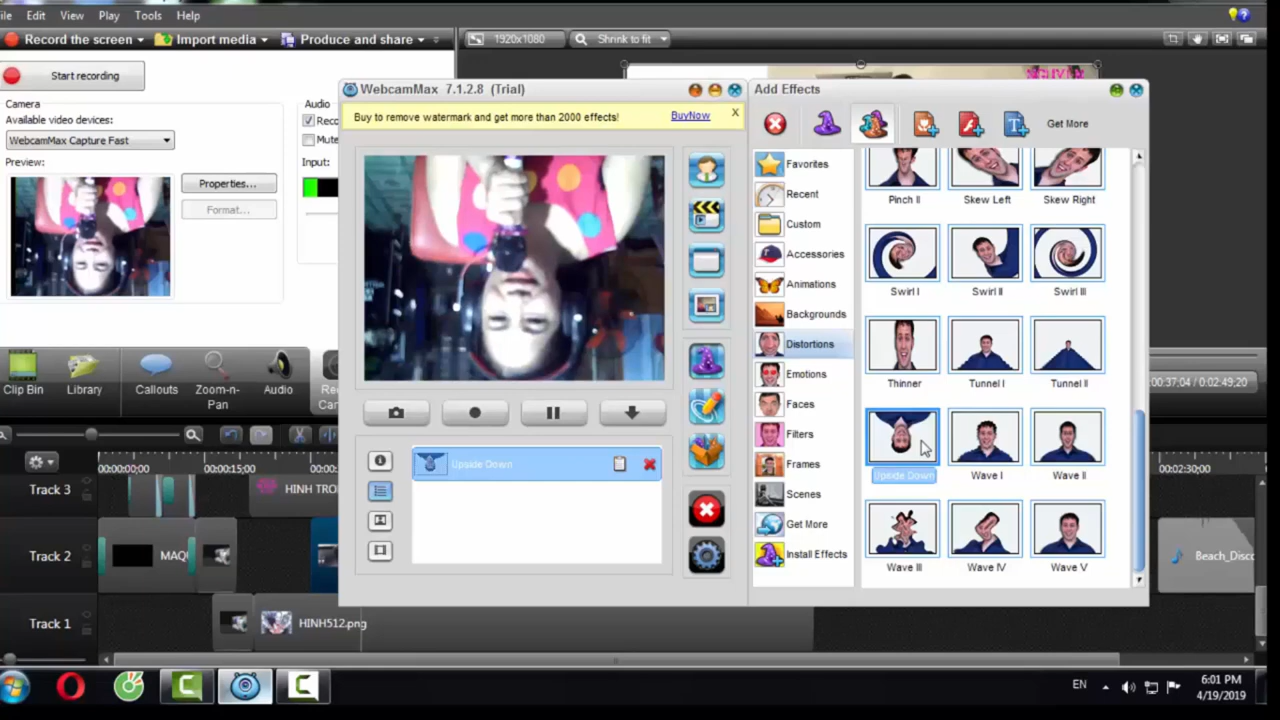 ile Edit View Play Tools Help
Record the screen Import media Produce and share
1920x1080 Shrink to fit
Start recording
Camera
Available video devices:
WebcamMax Capture Fast
Preview:
Properties...
Format...
Audio
Reco
Mute
Input:
WebcamMax 7.1.2.8 (Trial)
Buy to remove watermark and get more than 2000 effects! BuyNow X
Upside Down
Add Effects
Get More
Favorites
Recent
Custom
Accessories
Animations
Backgrounds
Distortions
Emotions
Faces
Filters
Frames
Scenes
Get More
Install Effects
Pinch II Skew Left Skew Right
Swirl I Swirl II Swirl III
Thinner Tunnel I Tunnel II
Upside Down Wave I Wave II
Wave III Wave IV Wave V
Clip Bin Library Callouts Zoom-n-Pan Audio
:00:37;04 / 0:02:49;20
00:00:00;00 00:00:15;00 00:02:30;00
Track 3 HINH TRO
Track 2 MAQ Beach_Disco
Track 1 HINH512.png
EN
6:01 PM
4/19/2019